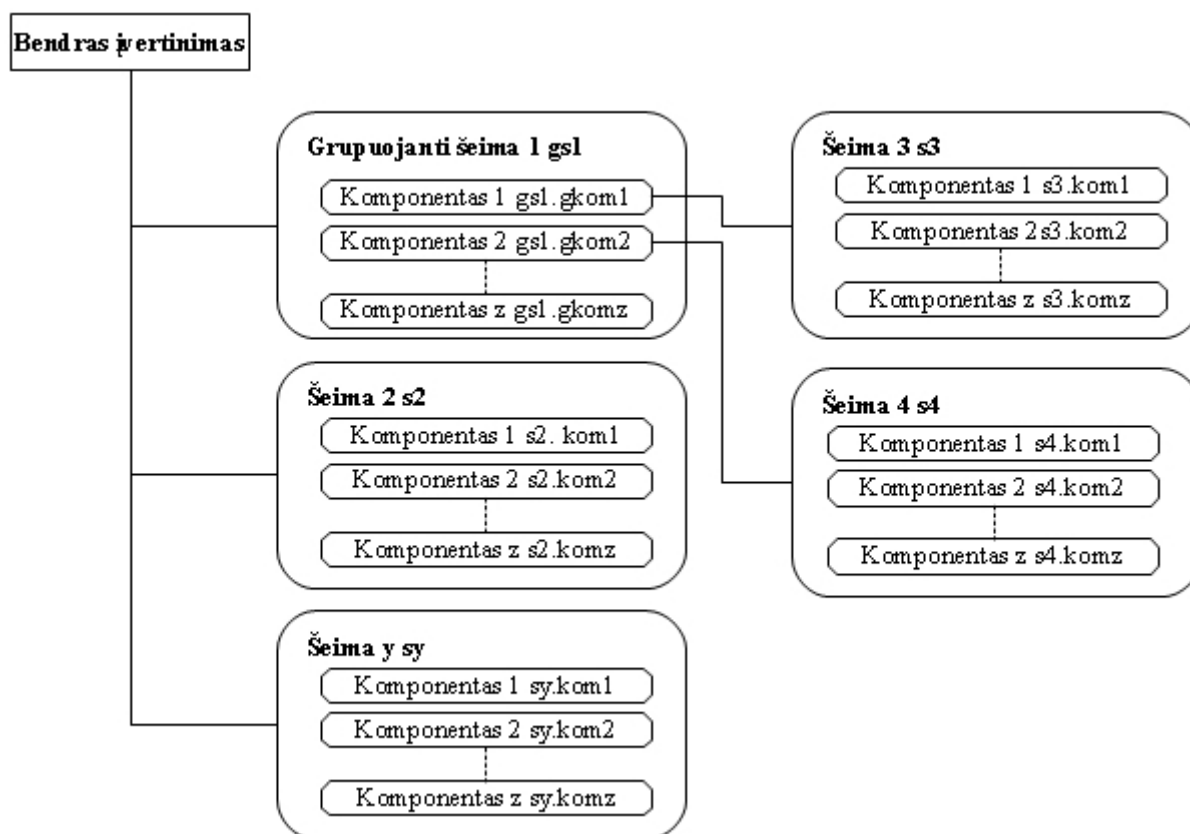 Bendras įvertinimas
Grupuojanti šeima 1 gs1
Komponentas 1 gs1.gkom1
Komponentas 2 gs1.gkom2
Komponentas z gs1.gkomz
Šeima 3 s3
Komponentas 1 s3.kom1
Komponentas 2s3.kom2
Komponentas z s3.komz
Šeima 2 s2
Komponentas 1 s2. kom1
Komponentas 2 s2.kom2
Komponentas z s2.komz
Šeima 4 s4
Komponentas 1 s4.kom1
Komponentas 2 s4.kom2
Komponentas z s4.komz
Šeima y sy
Komponentas 1 sy.kom1
Komponentas 2 sy.kom2
Komponentas z sy.komz